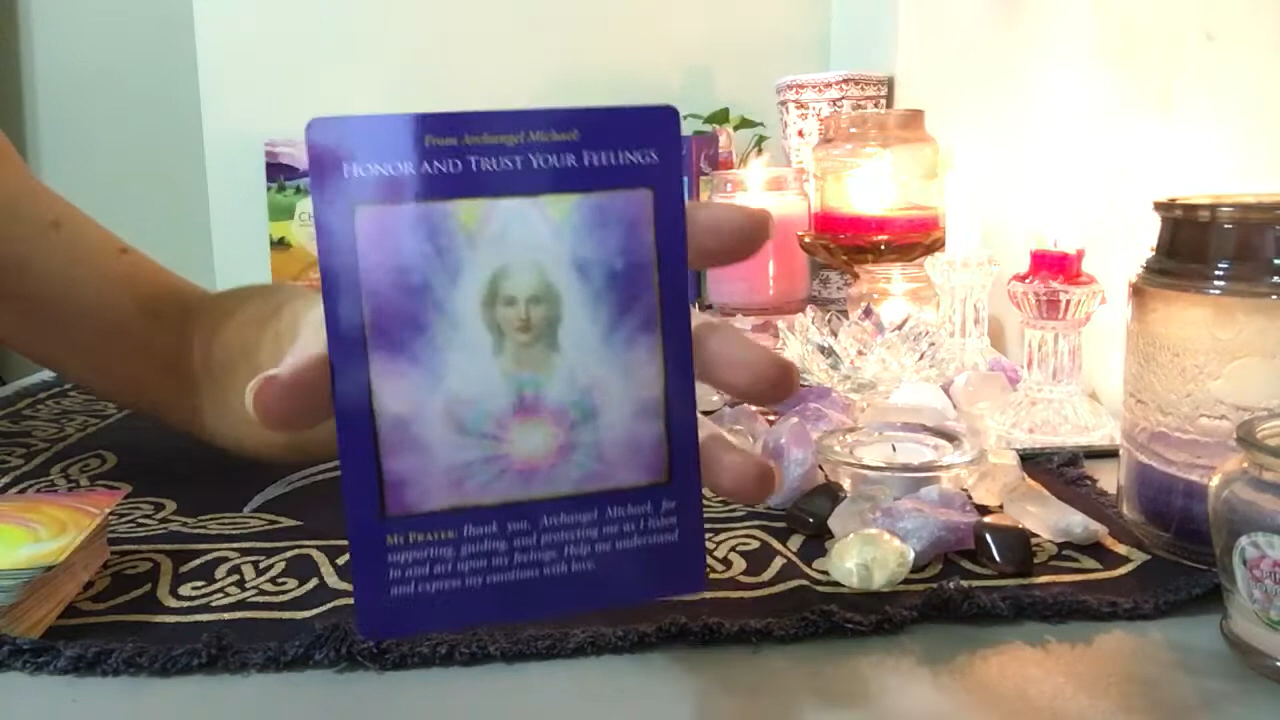 From Archangel Michael:
HONOR AND TRUST YOUR FEELINGS
MY PRAYER: Thank you, Archangel Michael, for
supporting, guiding, and protecting me as I listen
to and act upon my feelings. Help me understand
and express my emotions with love.
CH